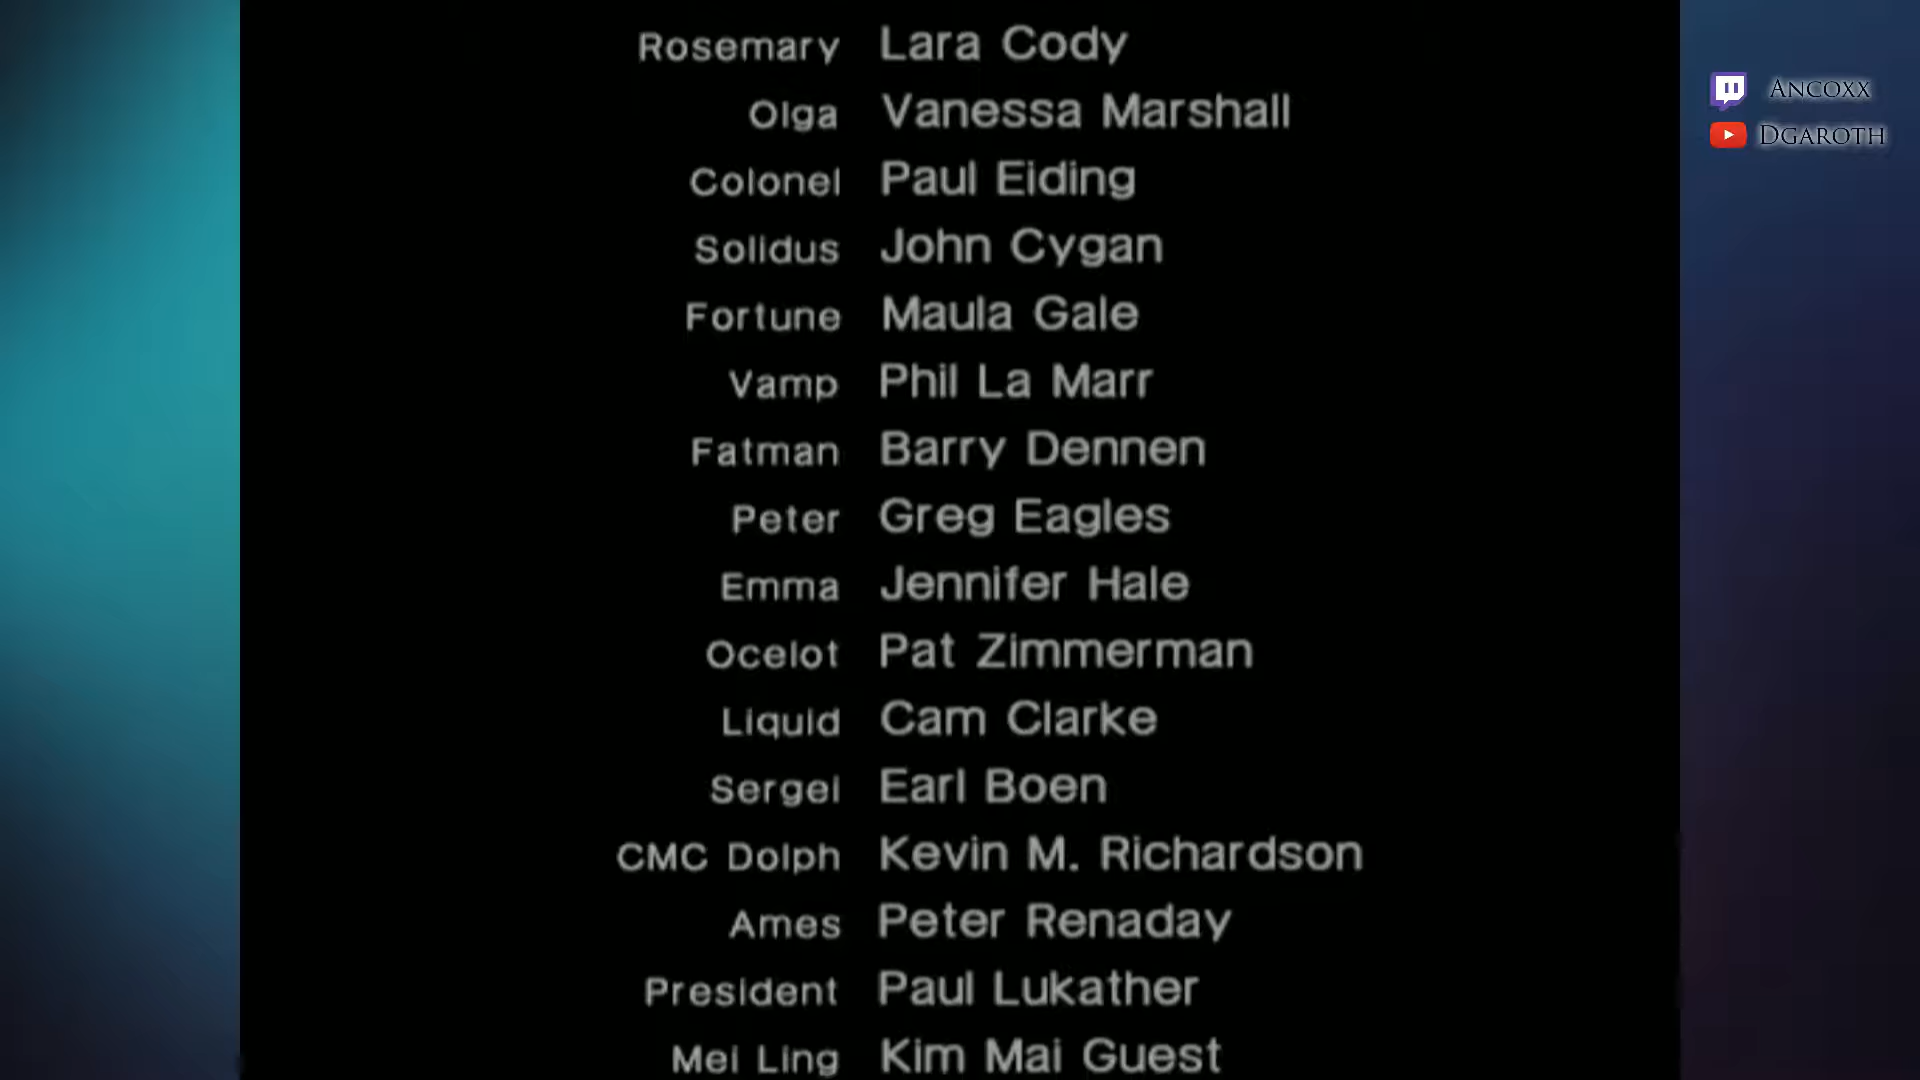 Rosemary Lara Cody
Olga Vanessa Marshall
Colonel Paul Eiding
Solidus John Cygan
Fortune Maula Gale
Vamp Phil La Marr
Fatman Barry Dennen
Peter Greg Eagles
Emma Jennifer Hale
Ocelot Pat Zimmerman
Liquid Cam Clarke
Sergei Earl Boen
CMC Dolph Kevin M. Richardson
Ames Peter Renaday
President Paul Lukather
Mei Ling Kim Mai Guest
Ancoxx
Dgaroth